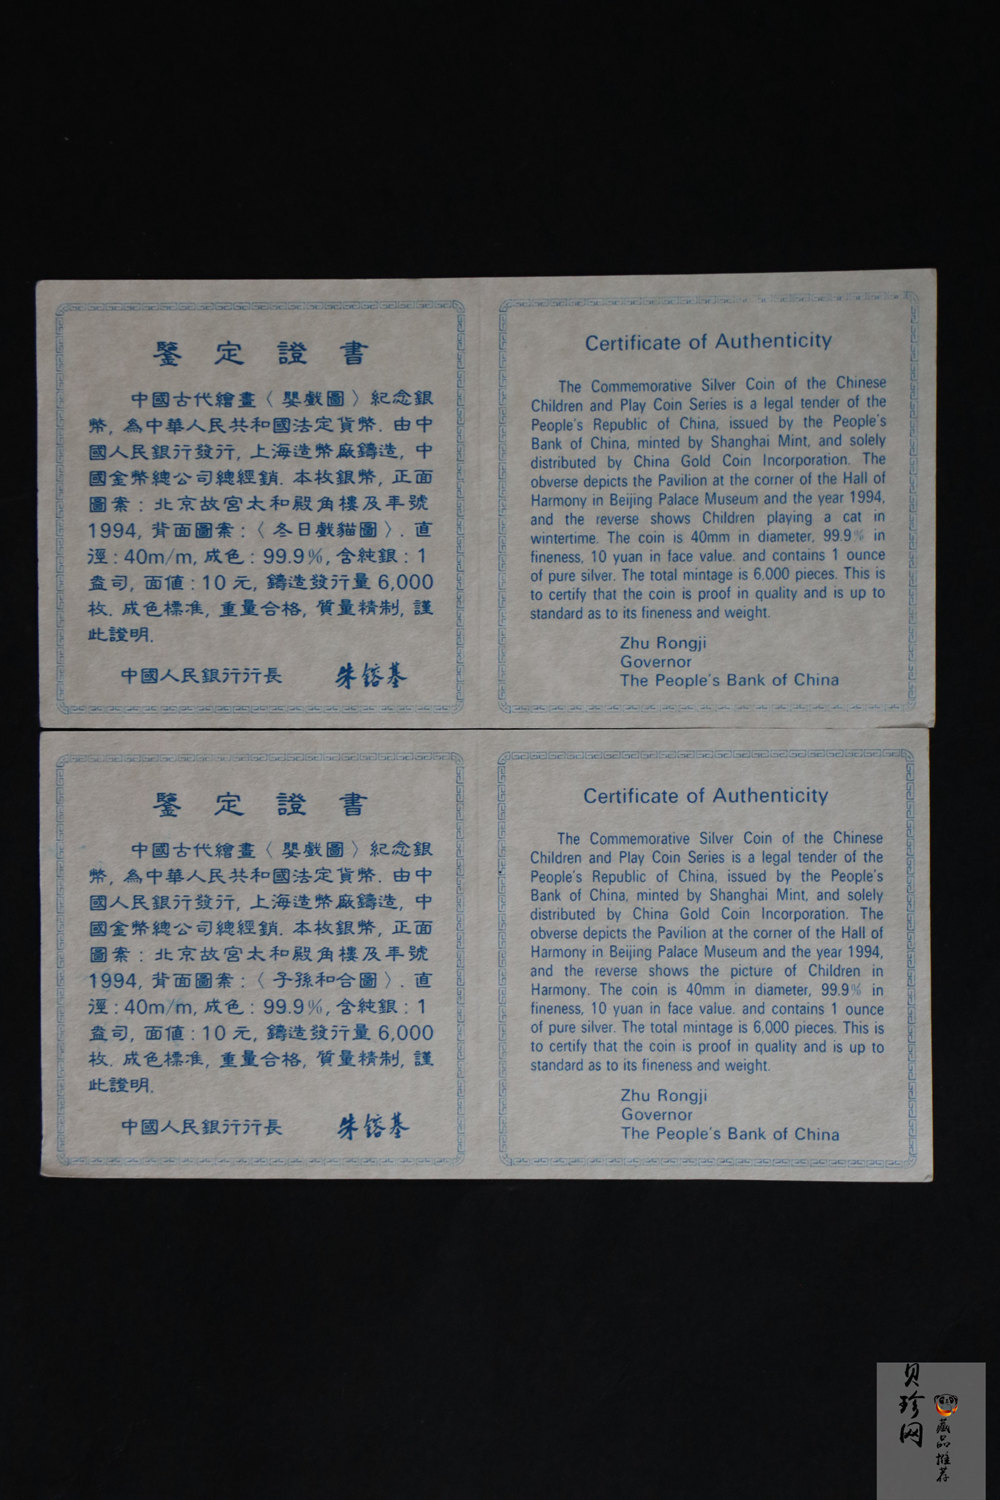 鑒定證書
中國古代繪畫〈嬰戲圖〉紀念銀
幣, 為中華人民共和國法定貨幣. 由中
國人民銀行發行, 上海造幣廠鑄造, 中
國金幣總公司總經銷. 本枚銀幣, 正面
圖案: 北京故宮太和殿角樓及年號
1994, 背面圖案:〈冬日戲貓圖〉. 直
徑: 40m/m, 成色: 99.9%, 含純銀: 1
盎司, 面値: 10 元, 鑄造發行量 6,000
枚. 成色標准, 重量合格, 質量精制, 謹
此證明.
中國人民銀行行長 朱鎔基
Certificate of Authenticity
The Commemorative Silver Coin of the Chinese
Children and Play Coin Series is a legal tender of the
People's Republic of China, issued by the People's
Bank of China, minted by Shanghai Mint, and solely
distributed by China Gold Coin Incorporation. The
obverse depicts the Pavilion at the corner of the Hall of
Harmony in Beijing Palace Museum and the year 1994,
and the reverse shows Children playing a cat in
wintertime. The coin is 40mm in diameter, 99.9% in
fineness, 10 yuan in face value. and contains 1 ounce
of pure silver. The total mintage is 6,000 pieces. This is
to certify that the coin is proof in quality and is up to
standard as to its fineness and weight.
Zhu Rongji
Governor
The People's Bank of China
鑒定證書
中國古代繪畫〈嬰戲圖〉紀念銀
幣, 為中華人民共和國法定貨幣. 由中
國人民銀行發行, 上海造幣廠鑄造, 中
國金幣總公司總經銷. 本枚銀幣, 正面
圖案: 北京故宮太和殿角樓及年號
1994, 背面圖案:〈子孫和合圖〉. 直
徑: 40m/m, 成色: 99.9%, 含純銀: 1
盎司, 面値: 10 元, 鑄造發行量 6,000
枚. 成色標准, 重量合格, 質量精制, 謹
此證明.
中國人民銀行行長 朱鎔基
Certificate of Authenticity
The Commemorative Silver Coin of the Chinese
Children and Play Coin Series is a legal tender of the
People's Republic of China, issued by the People's
Bank of China, minted by Shanghai Mint, and solely
distributed by China Gold Coin Incorporation. The
obverse depicts the Pavilion at the corner of the Hall of
Harmony in Beijing Palace Museum and the year 1994,
and the reverse shows the picture of Children in
Harmony. The coin is 40mm in diameter, 99.9% in
fineness, 10 yuan in face value. and contains 1 ounce
of pure silver. The total mintage is 6,000 pieces. This is
to certify that the coin is proof in quality and is up to
standard as to its fineness and weight.
Zhu Rongji
Governor
The People's Bank of China
贝珍网
藏品推荐